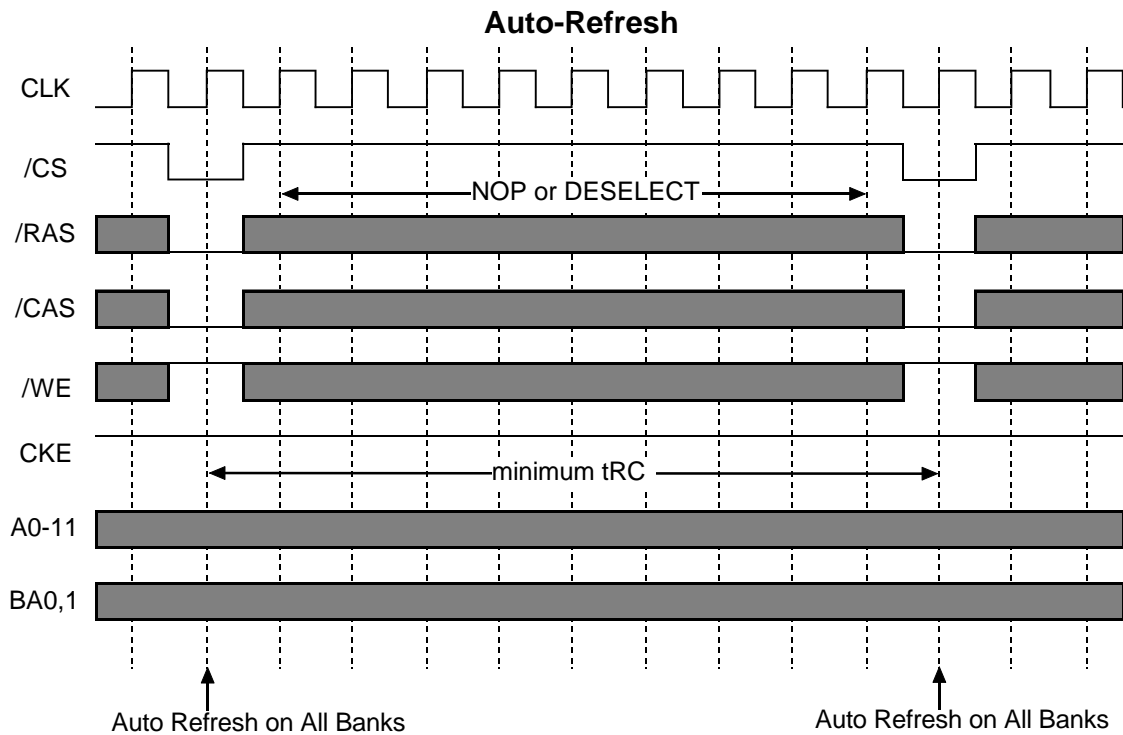 Auto-Refresh
CLK
/CS
NOP or DESELECT
/RAS
/CAS
/WE
CKE
minimum tRC
A0-11
BA0,1
Auto Refresh on All Banks
Auto Refresh on All Banks